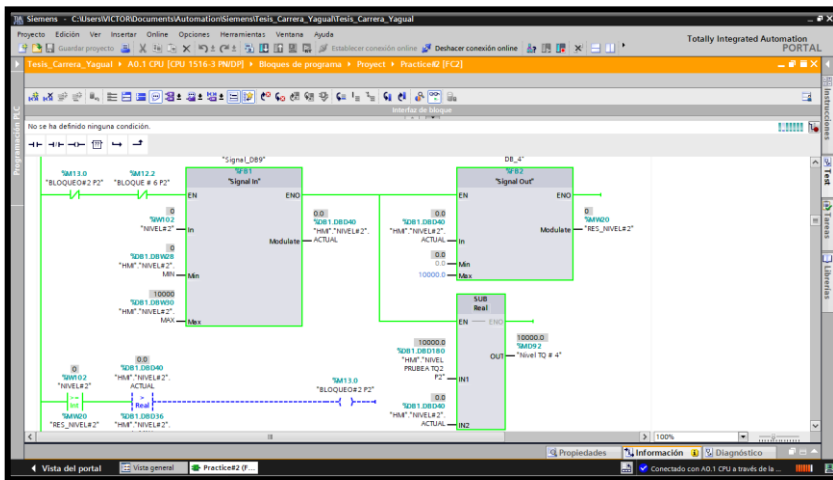 Siemens - C:\Users\VICTOR\Documents\Automation\Siemens\Tesis_Carrera_Yagual\Tesis_Carrera_Yagual
Proyecto Edición Ver Insertar Online Opciones Herramientas Ventana Ayuda
Totally Integrated Automation
PORTAL
Guardar proyecto
Establecer conexión online
Deshacer conexión online
Tesis_Carrera_Yagual ▸ A0.1 CPU [CPU 1516-3 PN/DP] ▸ Bloques de programa ▸ Proyect ▸ Practice#2 [FC2]
Interfaz de bloque
No se ha definido ninguna condición.
Programación PLC
Instrucciones
Test
Tareas
Librerías
%M13.0
"BLOQUEO#2 P2"
%M12.2
"BLOQUE # 6 P2"
"Signal_DB9"
%FB1
"Signal In"
EN
ENO
0
%IW102
"NIVEL#2"
In
0
%DB1.DBW28
"HMI"."NIVEL#2".
MIN
Min
10000
%DB1.DBW30
"HMI"."NIVEL#2".
MAX
Max
Modulate
0.0
%DB1.DBD40
"HMI"."NIVEL#2".
ACTUAL
DB_4"
%FB2
"Signal Out"
EN
ENO
0.0
%DB1.DBD40
"HMI"."NIVEL#2".
ACTUAL
In
0.0
0.0
Min
10000.0
Max
Modulate
0
%MW20
"RES_NIVEL#2"
SUB
Real
EN
ENO
10000.0
%DB1.DBD180
"HMI"."NIVEL
PRUBEA TQ2
P2"
IN1
0.0
%DB1.DBD40
"HMI"."NIVEL#2".
ACTUAL
IN2
OUT
10000.0
%MD92
"Nivel TQ # 4"
0
%IW102
"NIVEL#2"
Int
%MW20
"RES_NIVEL#2"
0.0
%DB1.DBD40
"HMI"."NIVEL#2".
ACTUAL
>
Real
%DB1.DBD36
"HMI"."NIVEL#2".
%M13.0
"BLOQUEO#2 P2"
100%
Propiedades
Información
Diagnóstico
Vista del portal
Vista general
Practice#2 (F...
Conectado con A0.1 CPU a través de la ...